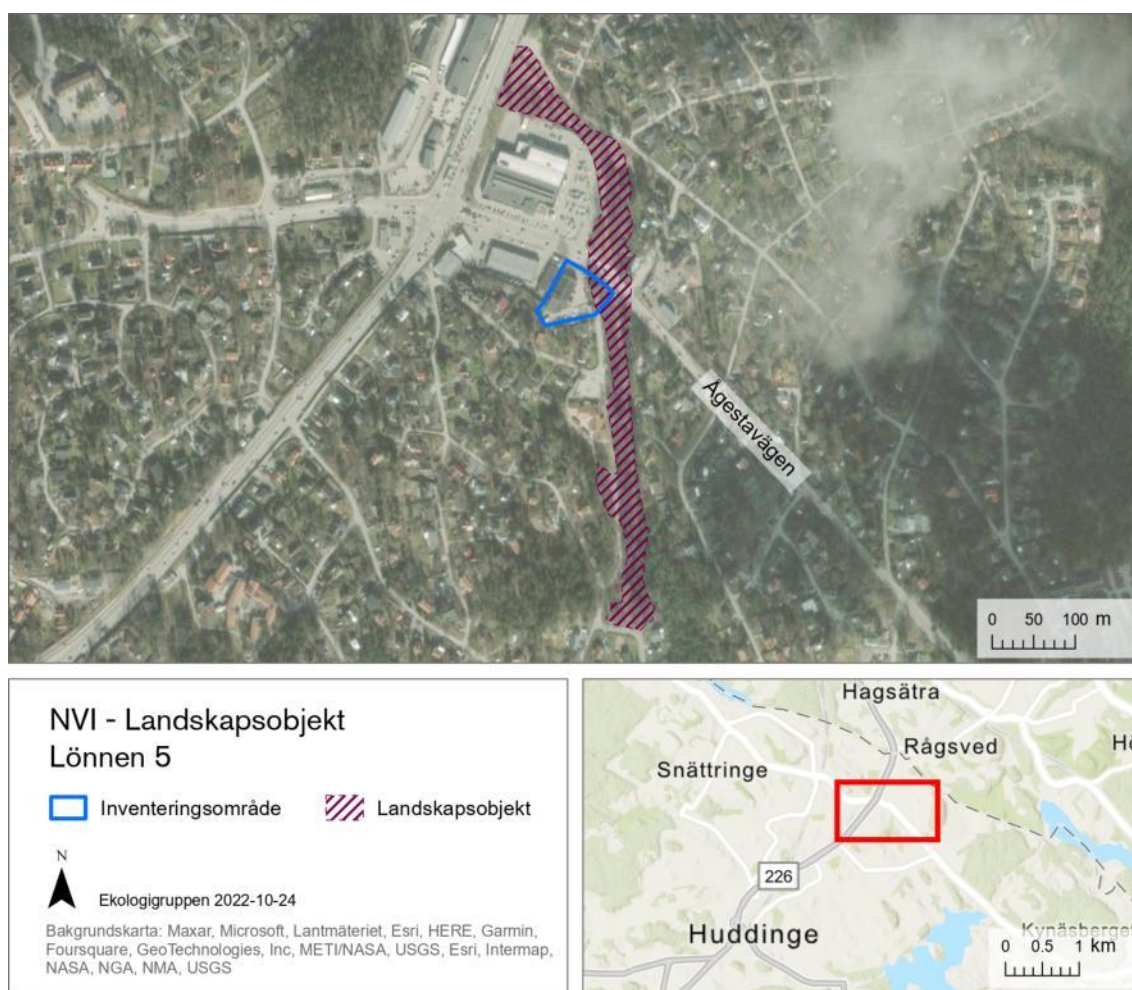 Ågestavägen
0 50 100 m
NVI - Landskapsobjekt
Lönnen 5
Inventeringsområde
Landskapsobjekt
N
Ekologigruppen 2022-10-24
Bakgrundskarta: Maxar, Microsoft, Lantmäteriet, Esri, HERE, Garmin,
Foursquare, GeoTechnologies, Inc, METI/NASA, USGS, Esri, Intermap,
NASA, NGA, NMA, USGS
Hagsätra
Rågsved
Hö
Snättringe
226
Huddinge
Kynäsberget
0 0.5 1 km